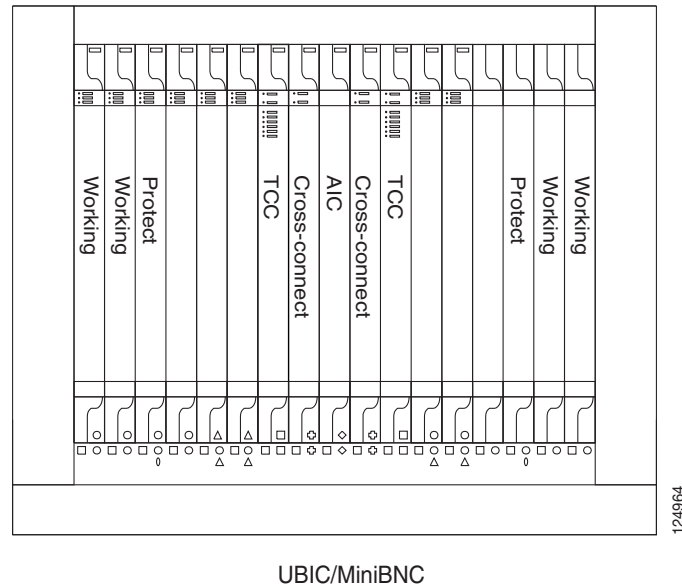 Working
Working
Protect
TCC
Cross-connect
AIC
Cross-connect
TCC
Protect
Working
Working
124964
UBIC/MiniBNC